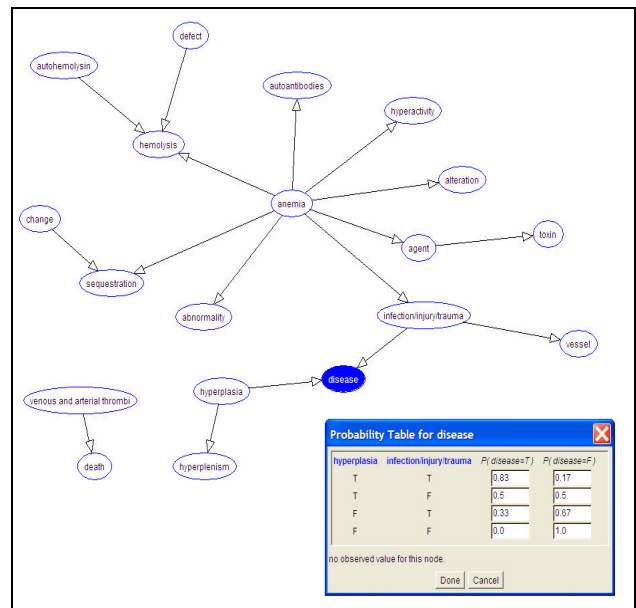 defect
autohemolysin
autoantibodies
hyperactivity
hemolysis
alteration
anemia
change
agent
toxin
sequestration
abnormality
infection/injury/trauma
vessel
disease
hyperplasia
venous and arterial thrombi
death
hyperplenism
Probability Table for disease
hyperplasia infection/injury/trauma P( disease=T ) P( disease=F )
T T 0.83 0.17
T F 0.5 0.5
F T 0.33 0.67
F F 0.0 1.0
no observed value for this node.
Done Cancel